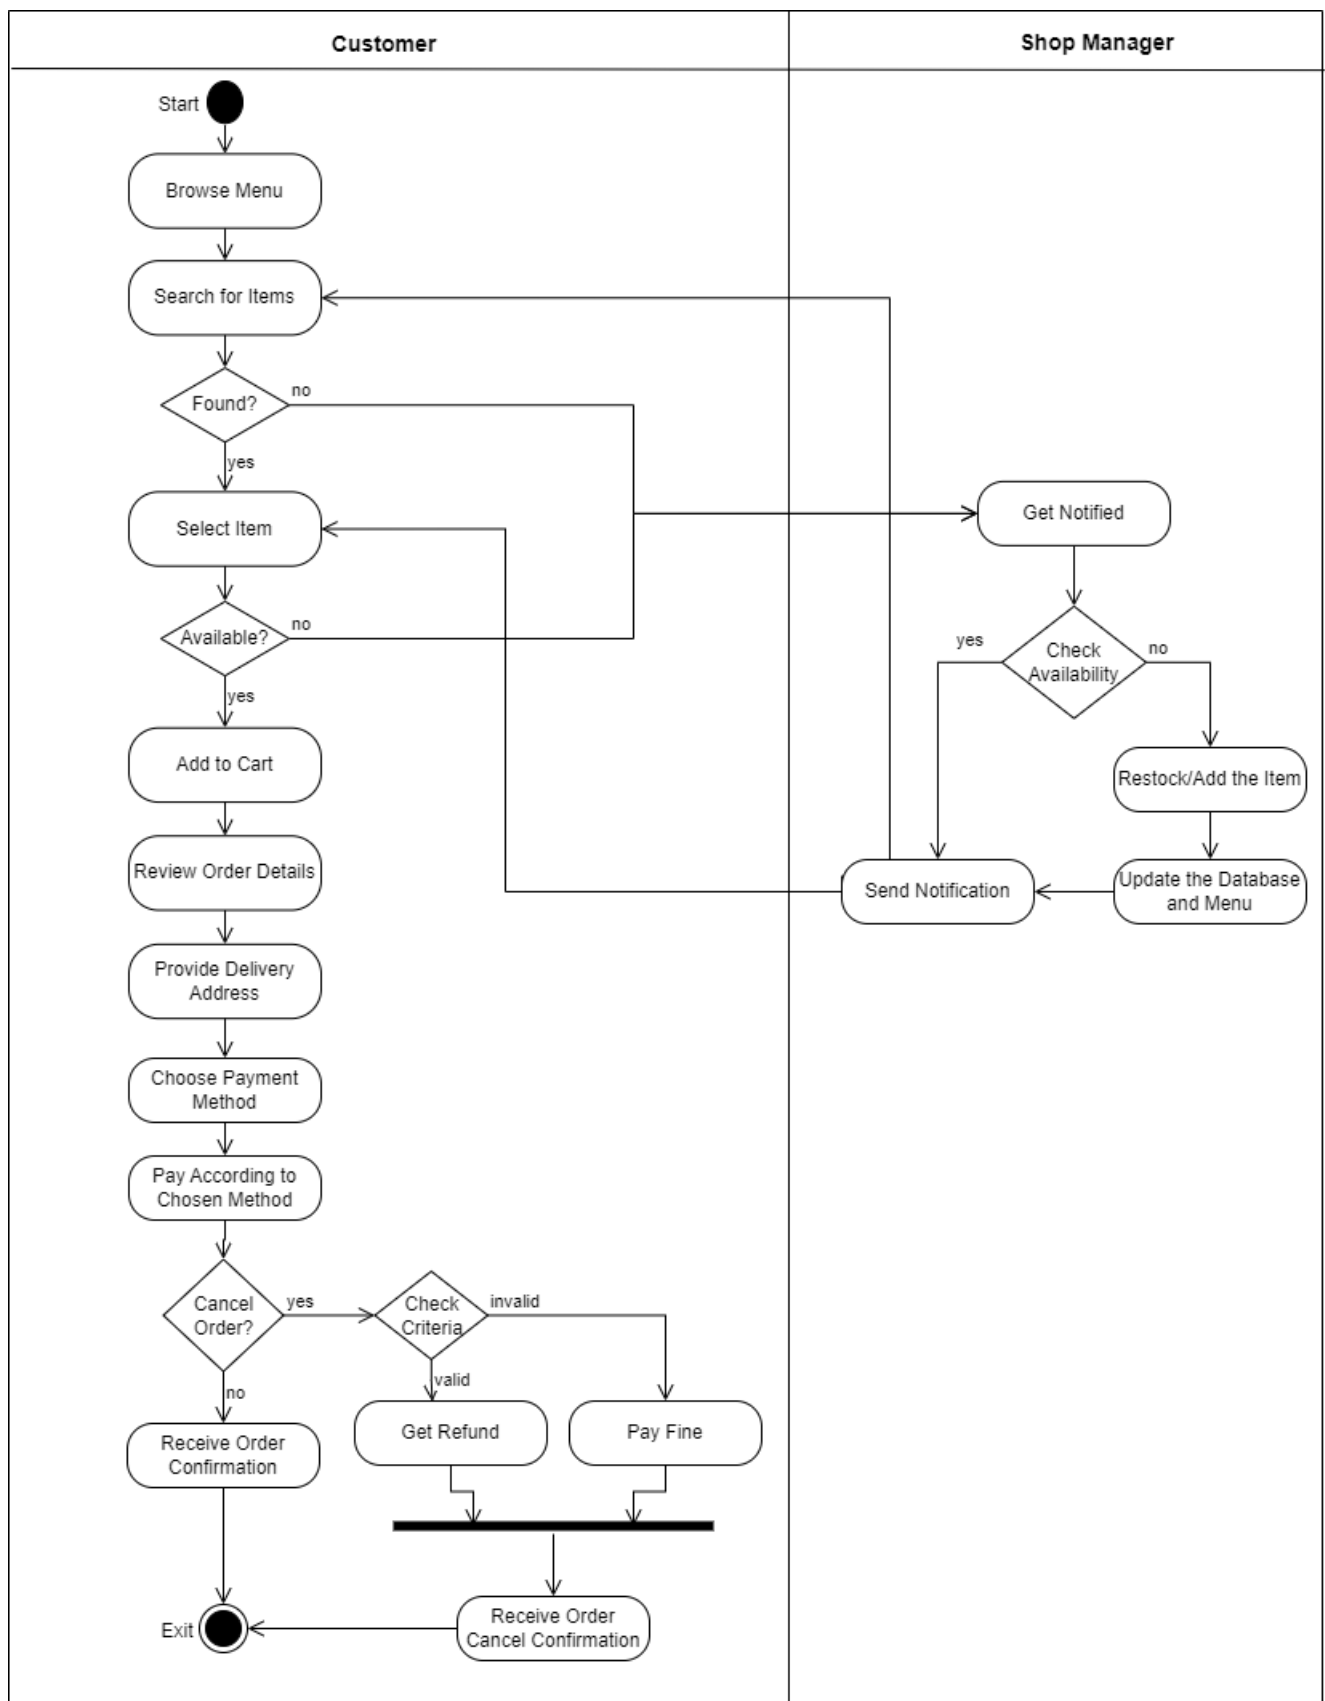 Customer
Shop Manager
Start
Browse Menu
Search for Items
no
Found?
yes
Select Item
Get Notified
no
Available?
yes
yes
Check
Availability
no
Add to Cart
Restock/Add the Item
Review Order Details
Send Notification
Update the Database
and Menu
Provide Delivery
Address
Choose Payment
Method
Pay According to
Chosen Method
Cancel
Order?
yes
Check
Criteria
invalid
no
valid
Receive Order
Confirmation
Get Refund
Pay Fine
Exit
Receive Order
Cancel Confirmation